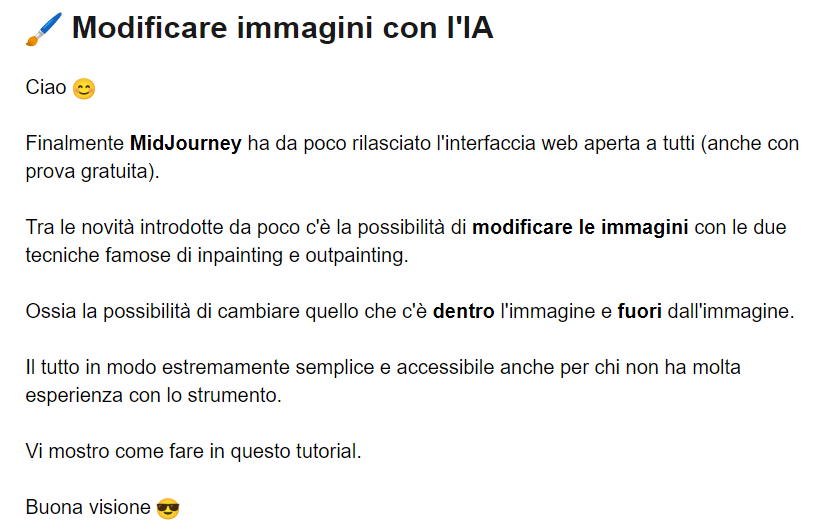 🖌️ Modificare immagini con l'IA
Ciao 😊
Finalmente MidJourney ha da poco rilasciato l'interfaccia web aperta a tutti (anche con
prova gratuita).
Tra le novità introdotte da poco c'è la possibilità di modificare le immagini con le due
tecniche famose di inpainting e outpainting.
Ossia la possibilità di cambiare quello che c'è dentro l'immagine e fuori dall'immagine.
Il tutto in modo estremamente semplice e accessibile anche per chi non ha molta
esperienza con lo strumento.
Vi mostro come fare in questo tutorial.
Buona visione 😎